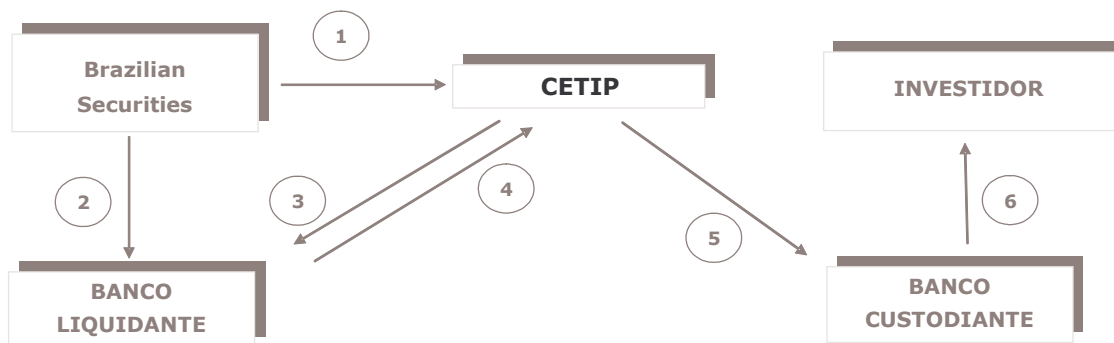 1
Brazilian
Securities
CETIP
INVESTIDOR
2
3
4
5
6
BANCO
LIQUIDANTE
BANCO
CUSTODIANTE